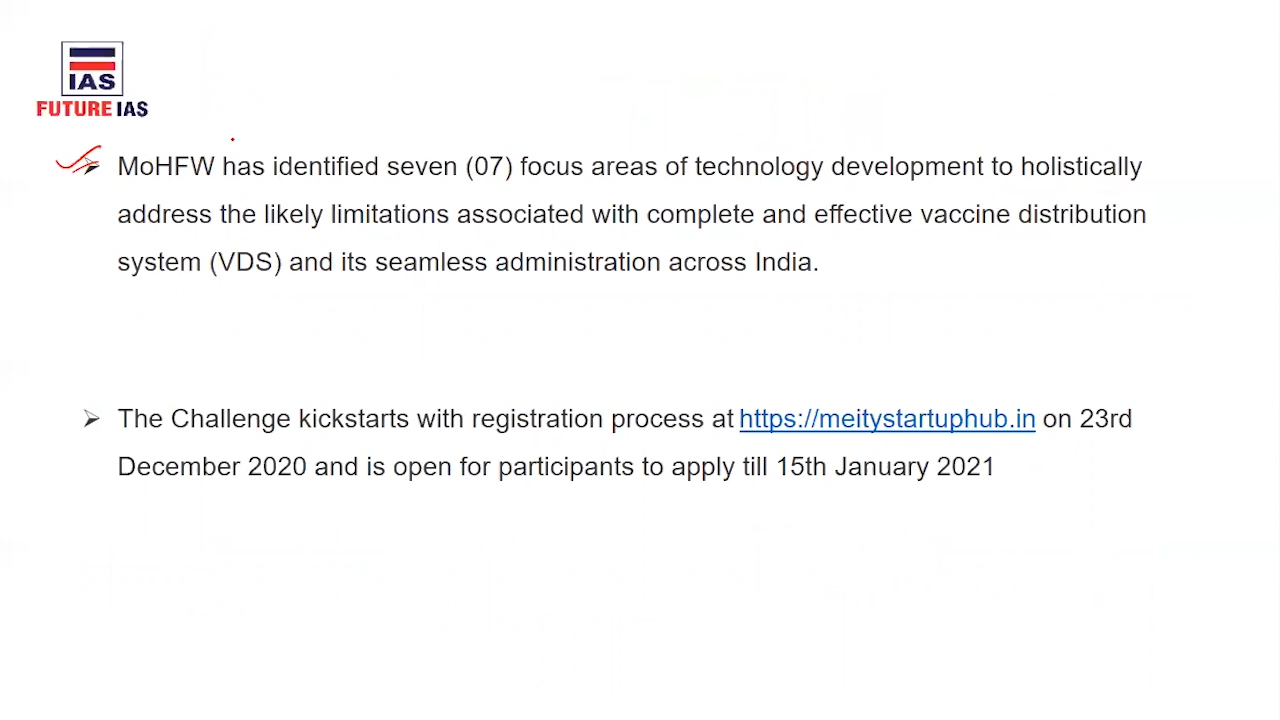 IAS
FUTURE IAS
MoHFW has identified seven (07) focus areas of technology development to holistically
address the likely limitations associated with complete and effective vaccine distribution
system (VDS) and its seamless administration across India.
The Challenge kickstarts with registration process at https://meitystartuphub.in on 23rd
December 2020 and is open for participants to apply till 15th January 2021